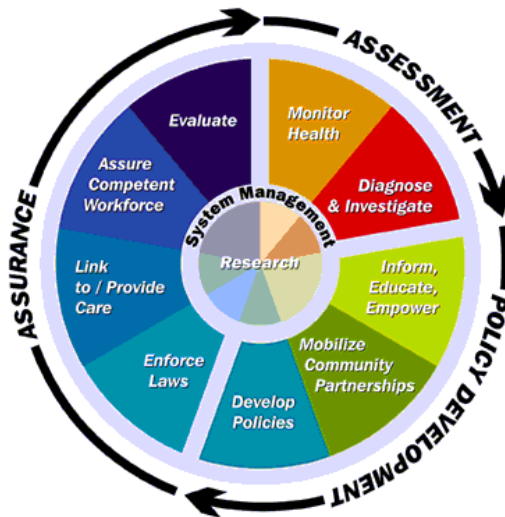 ASSESSMENT
Monitor
Health
Diagnose
& Investigate
POLICY DEVELOPMENT
Inform,
Educate,
Empower
Mobilize
Community
Partnerships
Develop
Policies
ASSURANCE
Enforce
Laws
Link
to / Provide
Care
Assure
Competent
Workforce
Evaluate
System Management
Research